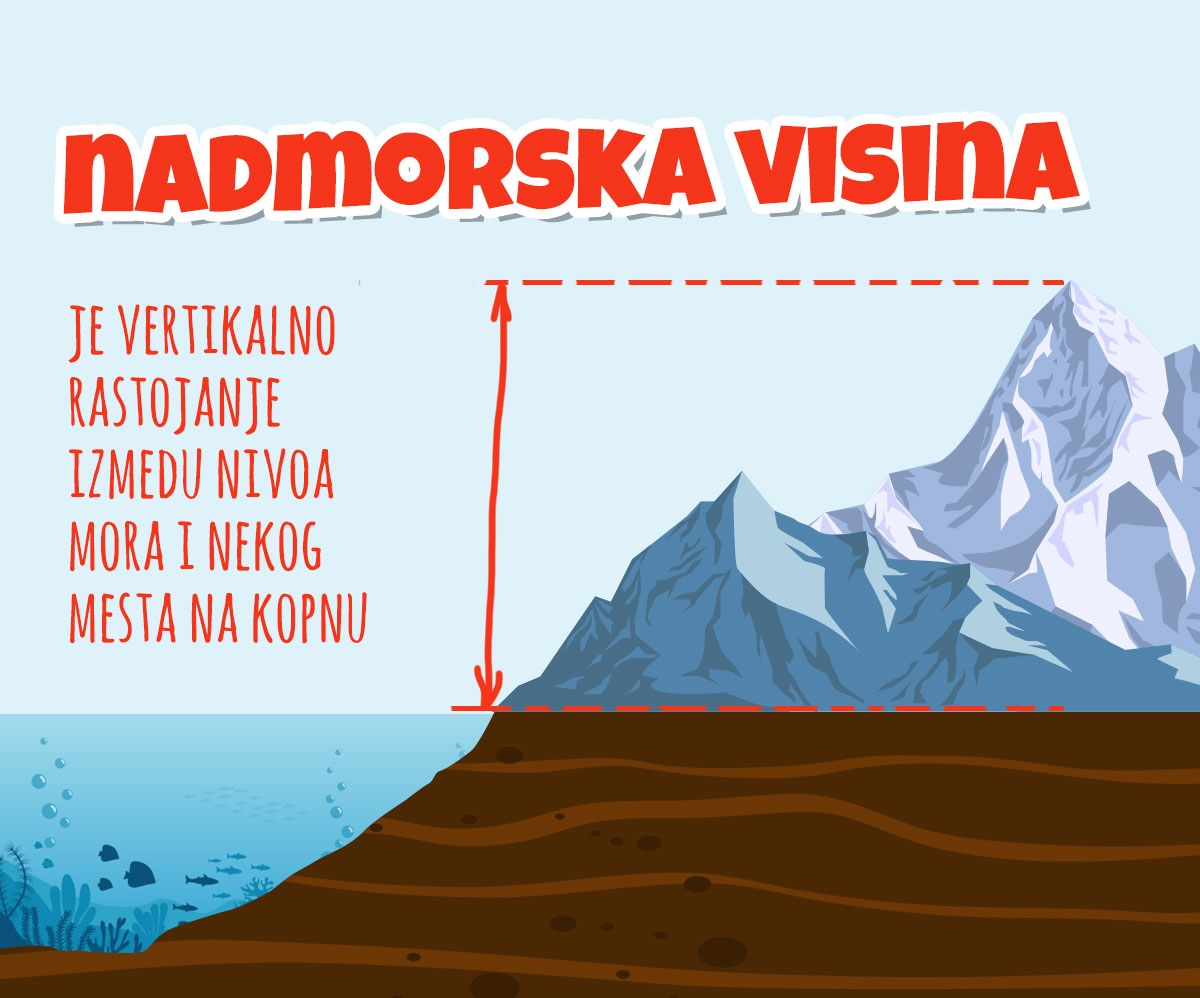 NADMORSKA VISINA
JE VERTIKALNO
RASTOJANJE
IZMEDU NIVOA
MORA I NEKOG
MESTA NA KOPNU